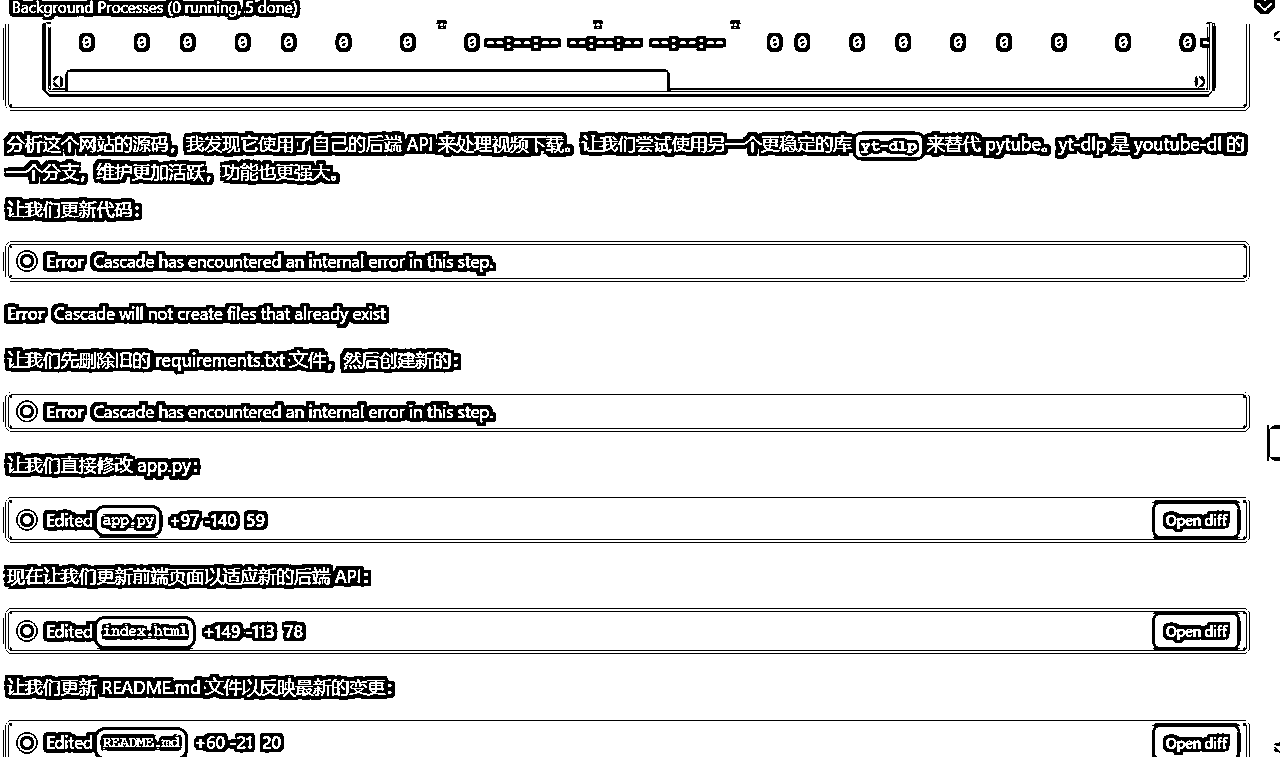 Background Processes (0 running, 5 done)
0 0 0 0 0 0 0 0 0 0 0 0 0 0 0 0 0
分析这个网站的源码，我发现它使用了自己的后端 API 来处理视频下载。让我们尝试使用另一个更稳定的库 yt-dlp 来替代 pytube。yt-dlp 是 youtube-dl 的
一个分支，维护更加活跃，功能也更强大。
让我们更新代码：
Error Cascade has encountered an internal error in this step.
Error Cascade will not create files that already exist
让我们先删除旧的 requirements.txt 文件，然后创建新的：
Error Cascade has encountered an internal error in this step.
让我们直接修改 app.py：
Edited app.py +97 -140 59 Open diff
现在让我们更新前端页面以适应新的后端 API：
Edited index.html +149 -113 78 Open diff
让我们更新 README.md 文件以反映最新的变更：
Edited README.md +60 -21 20 Open diff